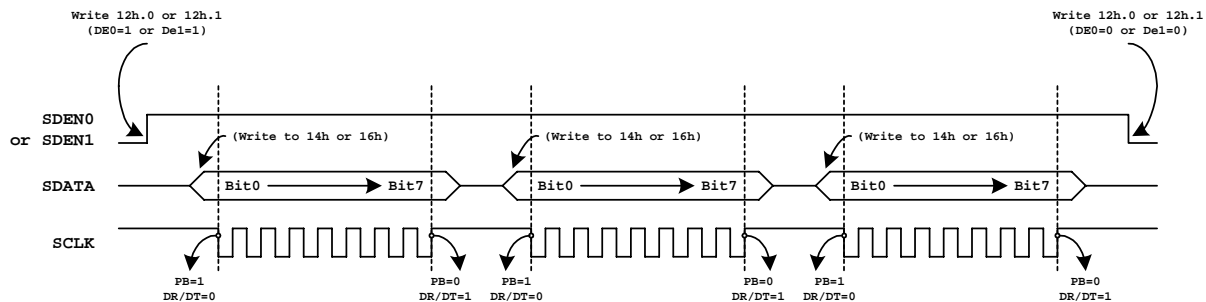 Write 12h.0 or 12h.1
(DE0=1 or De1=1)
Write 12h.0 or 12h.1
(DE0=0 or De1=0)
SDEN0
or SDEN1
(Write to 14h or 16h)
(Write to 14h or 16h)
(Write to 14h or 16h)
SDATA
Bit0
Bit7
Bit0
Bit7
Bit0
Bit7
SCLK
PB=1
DR/DT=0
PB=0
DR/DT=1
PB=1
DR/DT=0
PB=0
DR/DT=1
PB=1
DR/DT=0
PB=0
DR/DT=1